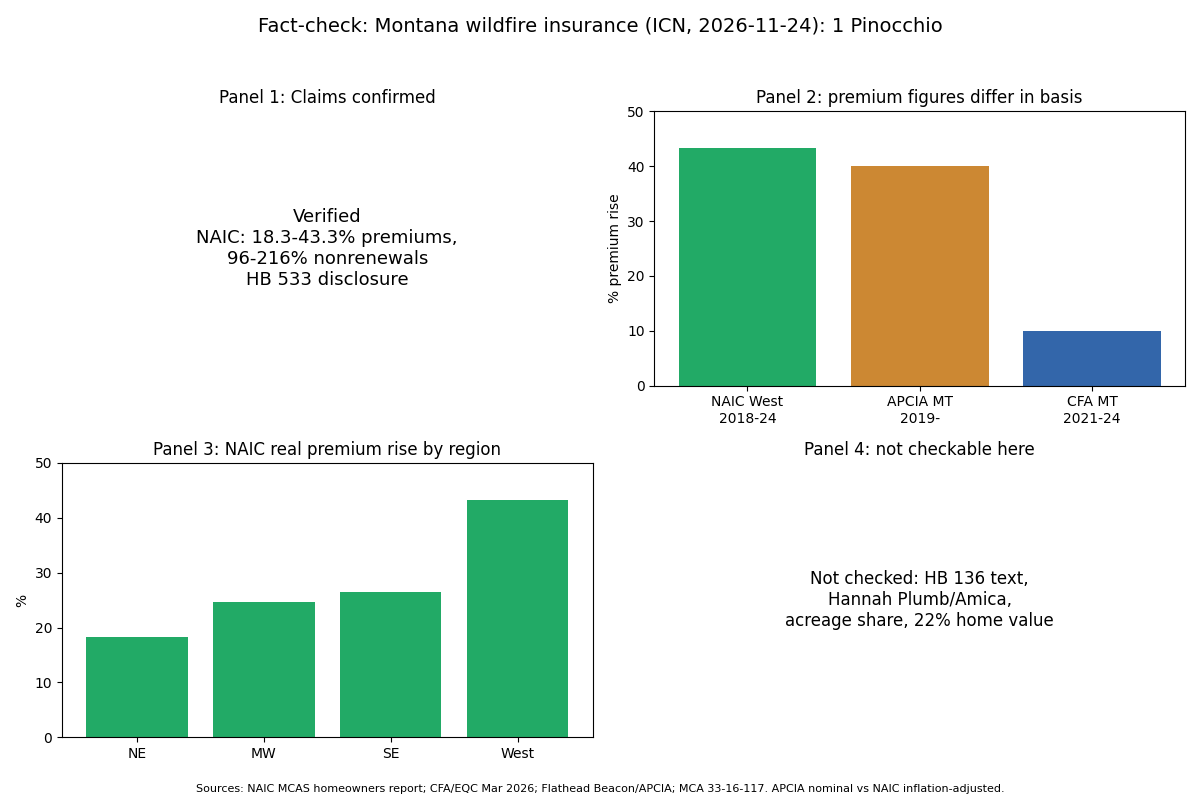 Fact-check: Montana wildfire insurance (ICN, 2026-11-24): 1 Pinocchio
Panel 1: Claims confirmed
Verified
NAIC: 18.3-43.3% premiums,
96-216% nonrenewals
HB 533 disclosure
Panel 2: premium figures differ in basis
% premium rise
50
40
30
20
10
0
NAIC West
2018-24
APCIA MT
2019-
CFA MT
2021-24
Panel 3: NAIC real premium rise by region
%
50
40
30
20
10
0
NE
MW
SE
West
Panel 4: not checkable here
Not checked: HB 136 text,
Hannah Plumb/Amica,
acreage share, 22% home value
Sources: NAIC MCAS homeowners report; CFA/EQC Mar 2026; Flathead Beacon/APCIA; MCA 33-16-117. APCIA nominal vs NAIC inflation-adjusted.